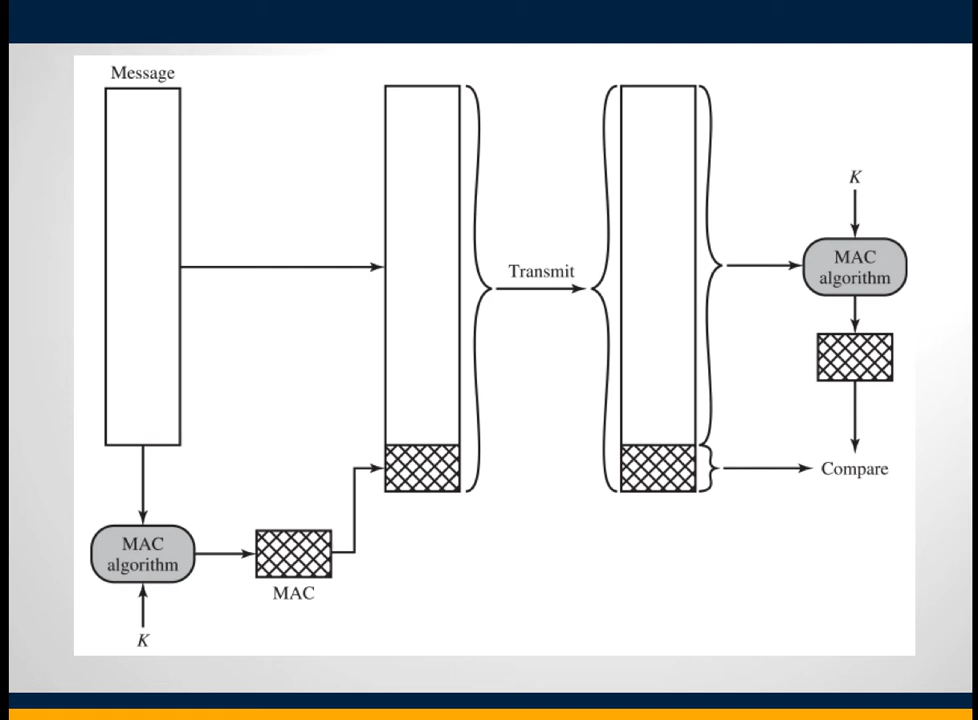 Message
K
MAC
algorithm
Transmit
Compare
MAC
algorithm
MAC
K